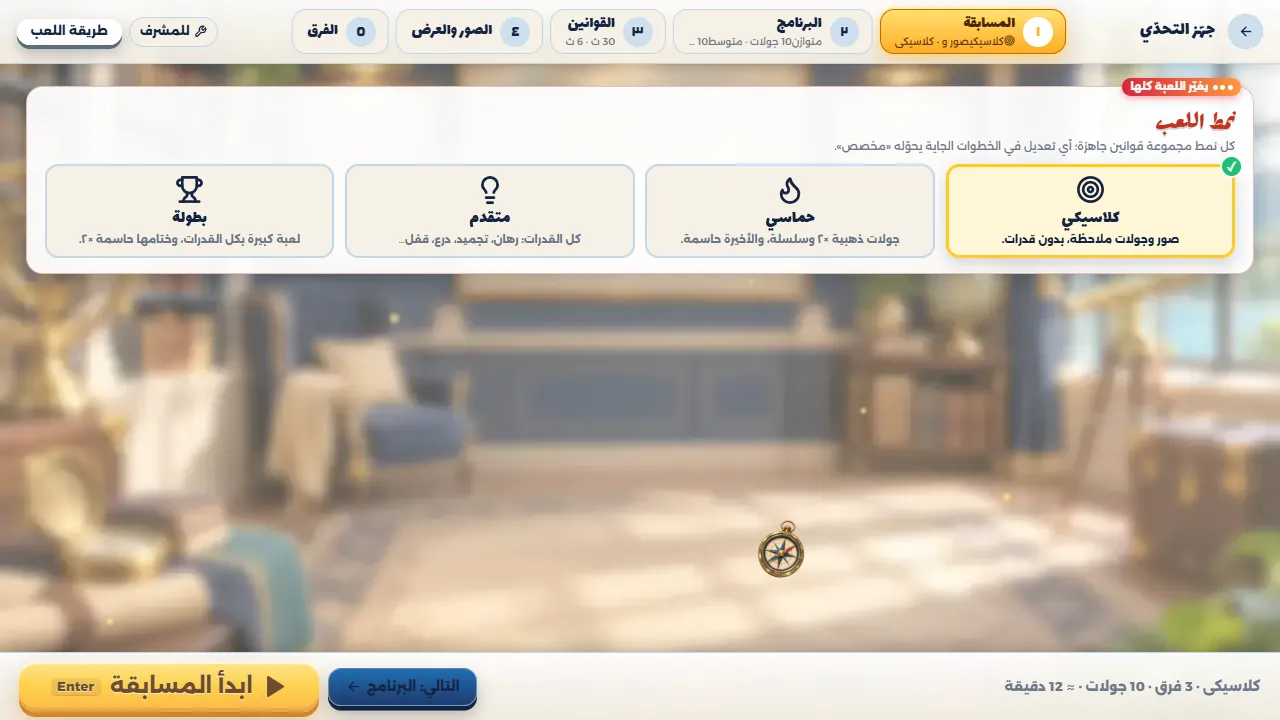 جهّز التحدّي
١
المسابقة
كلاسيكيصور و · كلاسيكي
٢
البرنامج
متوازن10 جولات · متوسط10 ...
٣
القوانين
30 ث · 6 ث
٤
الصور والعرض
٥
الفرق
للمشرف
طريقة اللعب
يغيّر اللعبة كلها
نمط اللعب
كل نمط مجموعة قوانين جاهزة؛ أي تعديل في الخطوات الجاية يحوّله «مخصص».
كلاسيكي
صور وجولات ملاحظة، بدون قدرات.
حماسي
جولات ذهبية ×٢ وسلسلة، والأخيرة حاسمة.
متقدم
كل القدرات: رهان، تجميد، درع، قفل...
بطولة
لعبة كبيرة بكل القدرات، وختامها حاسمة ×٢.
كلاسيكي · 3 فرق · 10 جولات · ≈ 12 دقيقة
التالي: البرنامج
ابدأ المسابقة Enter